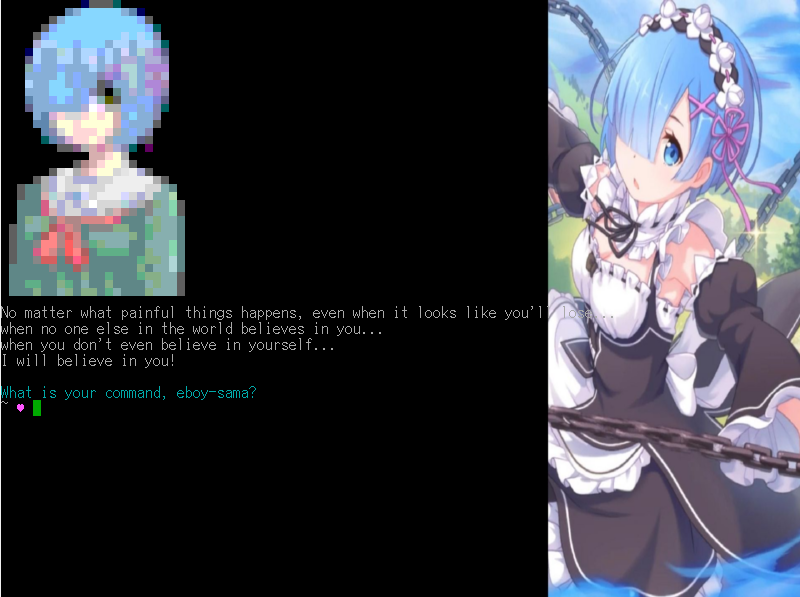 No matter what painful things happens, even when it looks like you'll lose...
when no one else in the world believes in you...
when you don't even believe in yourself...
I will believe in you!
What is your command, eboy-sama?
~ ♥